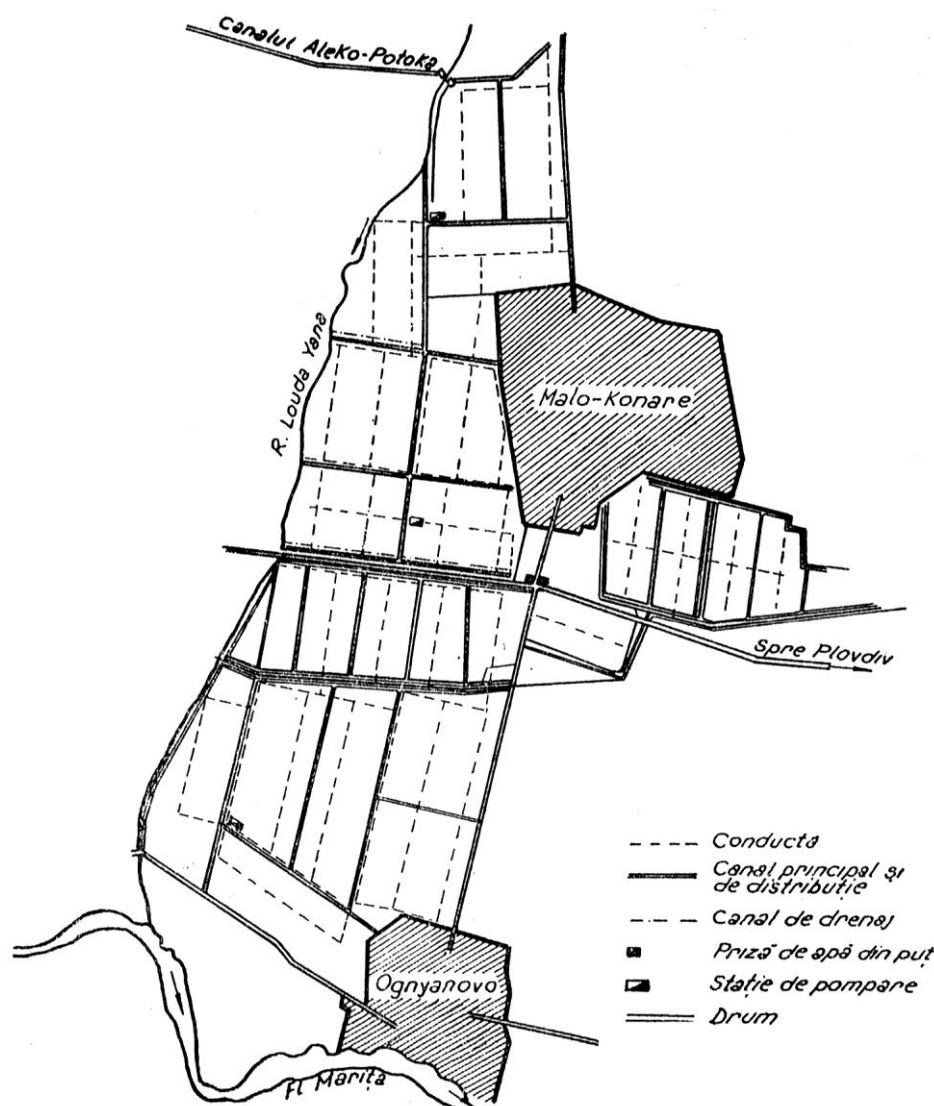 Canalul Aleko-Potoka
R. Louda Yana
Malo-Konare
Spre Plovdiv
Conducta
Canal principal și
de distribuție
Canal de drenaj
Priză de apă din puț
Stație de pompare
Drum
Ognyanovo
Fl Marița